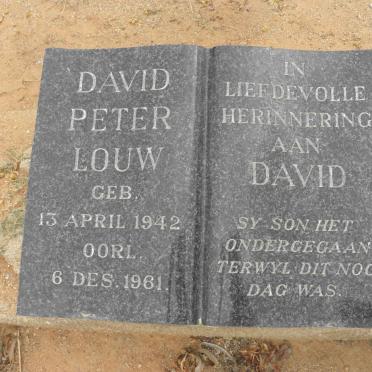 DAVID
PETER
LOUW
GEB.
13 APRIL 1942
OORL.
6 DES. 1961.
IN
LIEFDEVOLLE
HERINNERING
AAN
DAVID
SY SON HET
ONDERGEGAAN
TERWYL DIT NOG
DAG WAS.